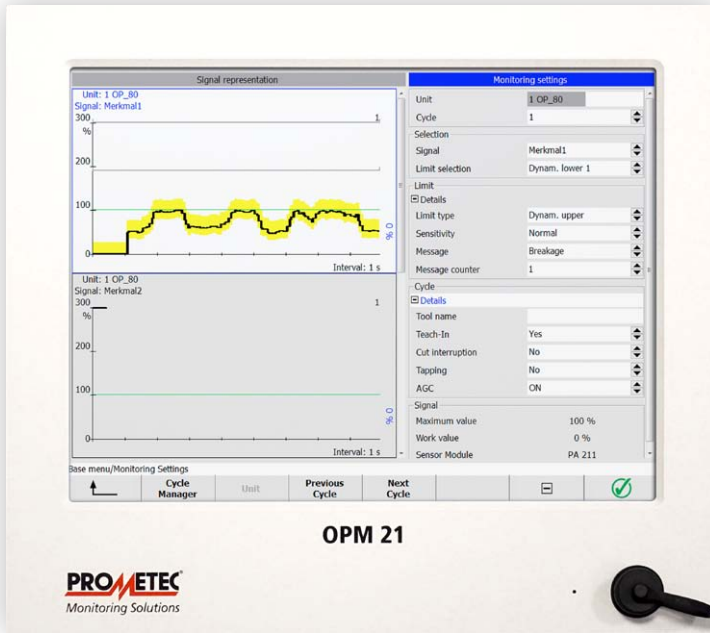 Signal representation
Unit: 1 OP_80
Signal: Merkmal1
300
%
1
200
100
0
% 0
Interval: 1 s
Unit: 1 OP_80
Signal: Merkmal2
300
%
1
200
100
0
% 0
Interval: 1 s
Monitoring settings
Unit 1 OP_80
Cycle 1
Selection
Signal Merkmal1
Limit selection Dynam. lower 1
Limit
Details
Limit type Dynam. upper
Sensitivity Normal
Message Breakage
Message counter 1
Cycle
Details
Tool name
Teach-In Yes
Cut interruption No
Tapping No
AGC ON
Signal
Maximum value 100 %
Work value 0 %
Sensor Module PA 211
Base menu/Monitoring Settings
Cycle Manager
Unit
Previous Cycle
Next Cycle
OPM 21
PROMETEC
Monitoring Solutions